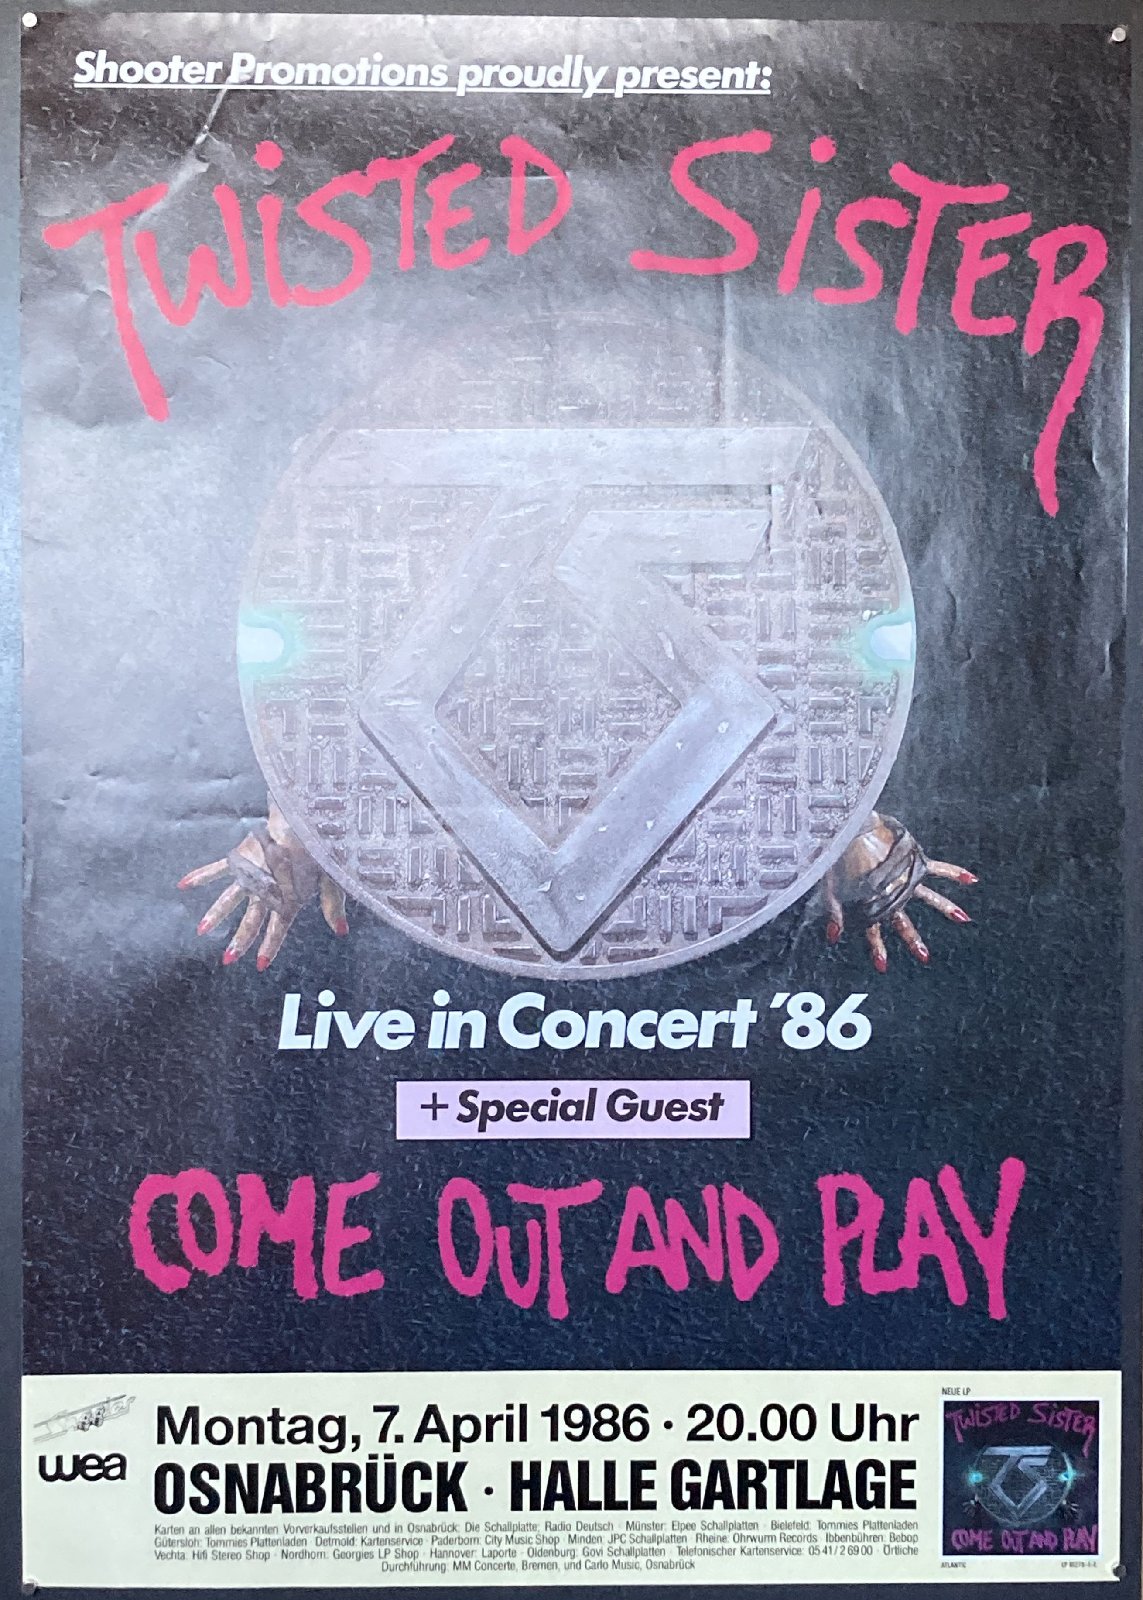 Shooter Promotions proudly present:
TWISTED SISTER
TS
Live in Concert '86
+ Special Guest
COME OUT AND PLAY
Shooter
wea
Montag, 7. April 1986 · 20.00 Uhr
OSNABRÜCK · HALLE GARTLAGE
Karten an allen bekannten Vorverkaufsstellen und in Osnabrück: Die Schallplatte; Radio Deutsch · Münster: Elpee Schallplatten · Bielefeld: Tommies Plattenladen
Gütersloh: Tommies Plattenladen · Detmold: Kartenservice · Paderborn: City Music Shop · Minden: JPC Schallplatten · Rheine: Ohrwurm Records · Ibbenbühren: Bebop
Vechta: Hifi Stereo Shop · Nordhorn: Georgies LP Shop · Hannover: Laporte · Oldenburg: Govi Schallplatten · Telefonischer Kartenservice: 05 41 / 2 69 00 · Örtliche
Durchführung: MM Concerte, Bremen, und Carlo Music, Osnabrück
NEUE LP
TWISTED SISTER
TS
COME OUT AND PLAY
ATLANTIC